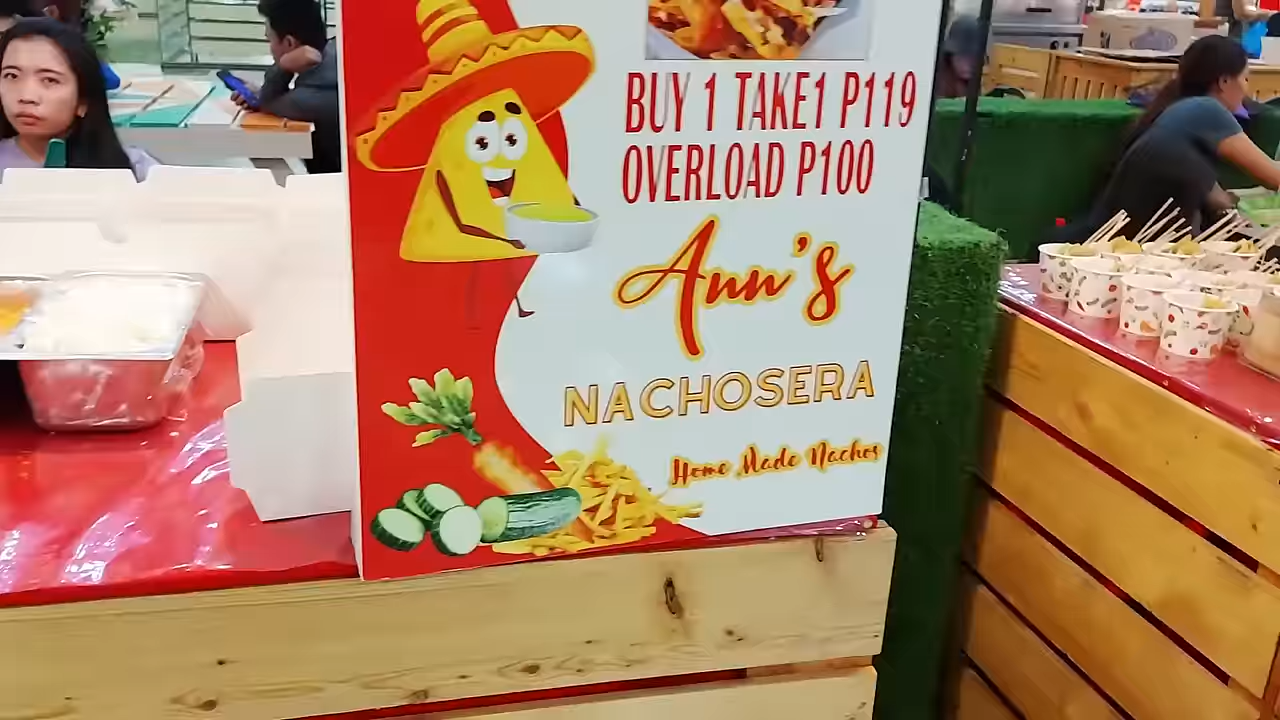 BUY 1 TAKE1 P119
OVERLOAD P100
Ann's
NACHOSERA
Home Made Nachos